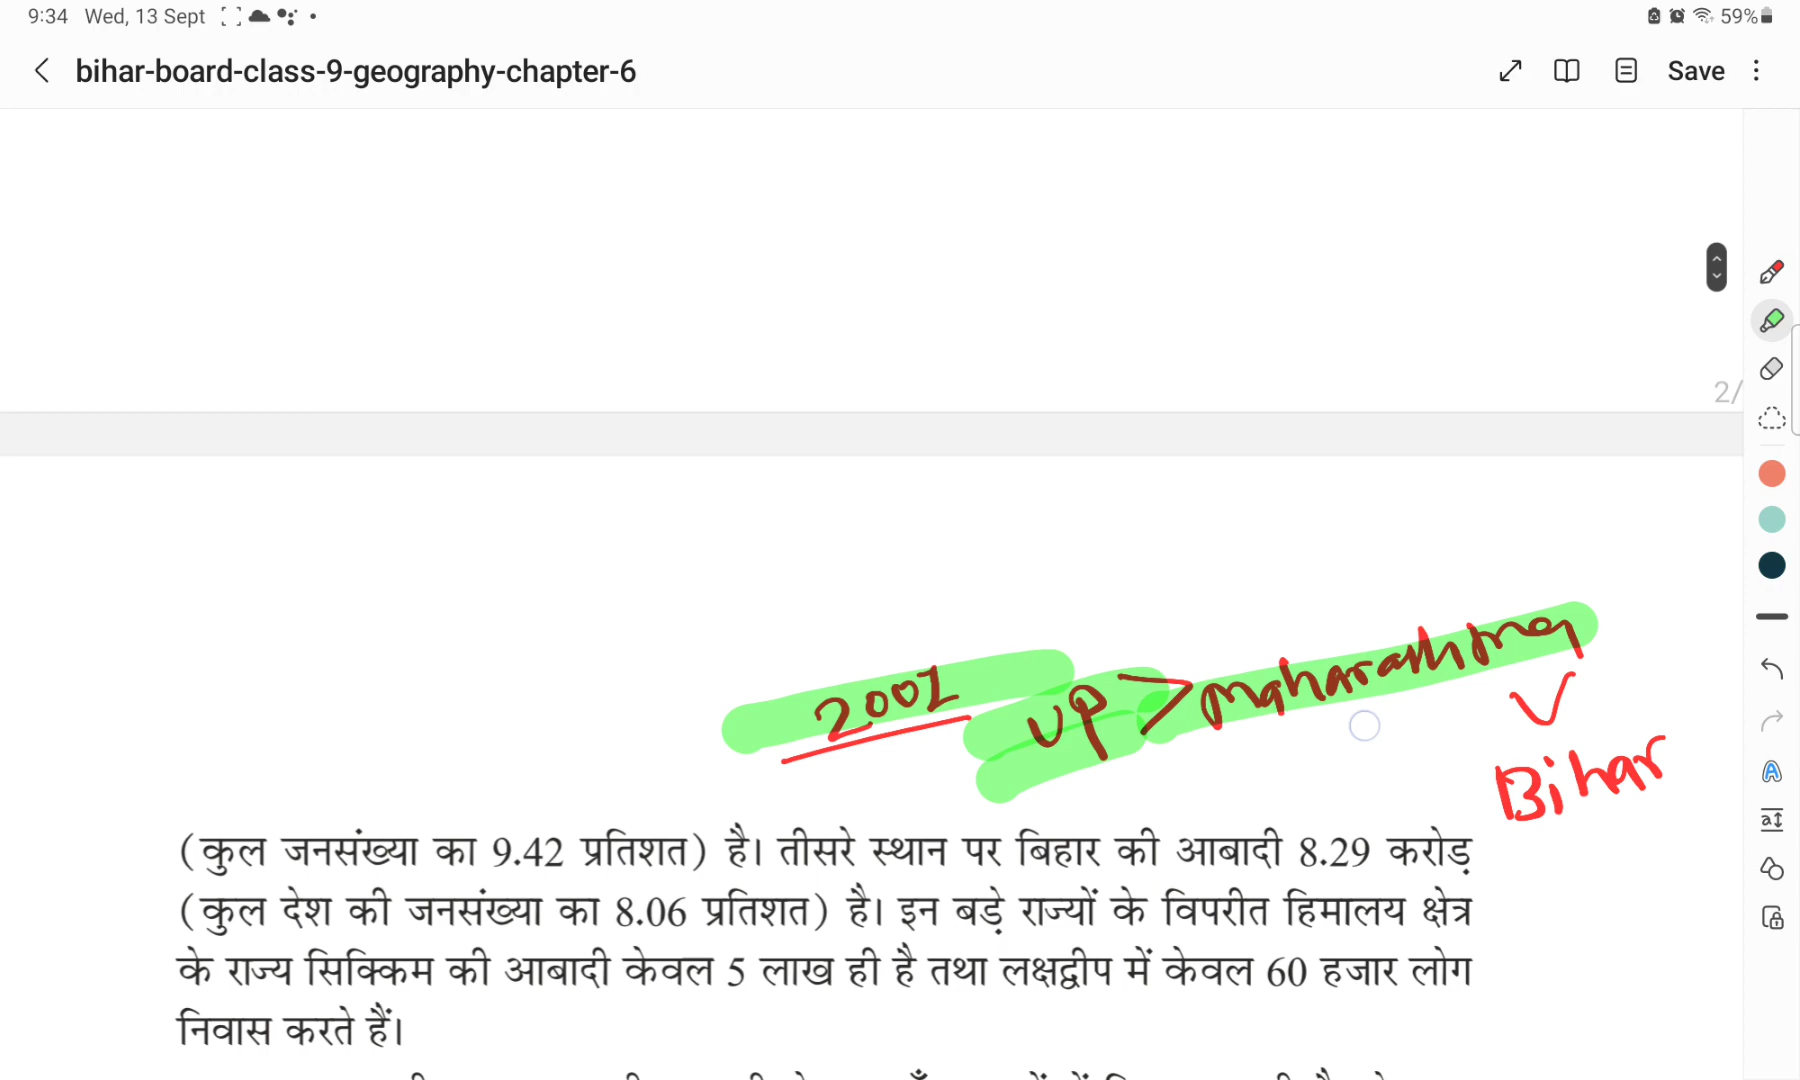 9:34 Wed, 13 Sept 59%
bihar-board-class-9-geography-chapter-6 Save
2/
2001 UP > maharashtra
Bihar
(कुल जनसंख्या का 9.42 प्रतिशत) है। तीसरे स्थान पर बिहार की आबादी 8.29 करोड़
(कुल देश की जनसंख्या का 8.06 प्रतिशत) है। इन बड़े राज्यों के विपरीत हिमालय क्षेत्र
के राज्य सिक्किम की आबादी केवल 5 लाख ही है तथा लक्षद्वीप में केवल 60 हजार लोग
निवास करते हैं।